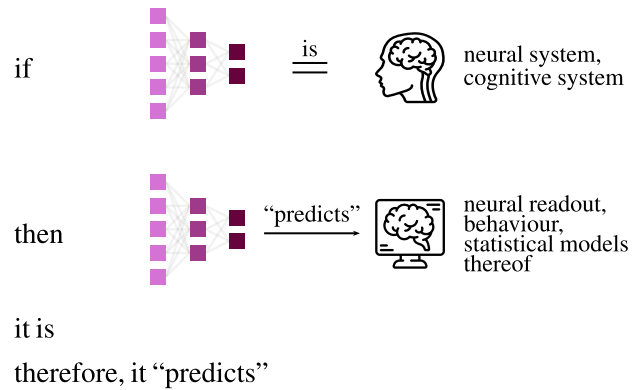 if
is
neural system,
cognitive system
then
“predicts”
neural readout,
behaviour,
statistical models
thereof
it is
therefore, it “predicts”